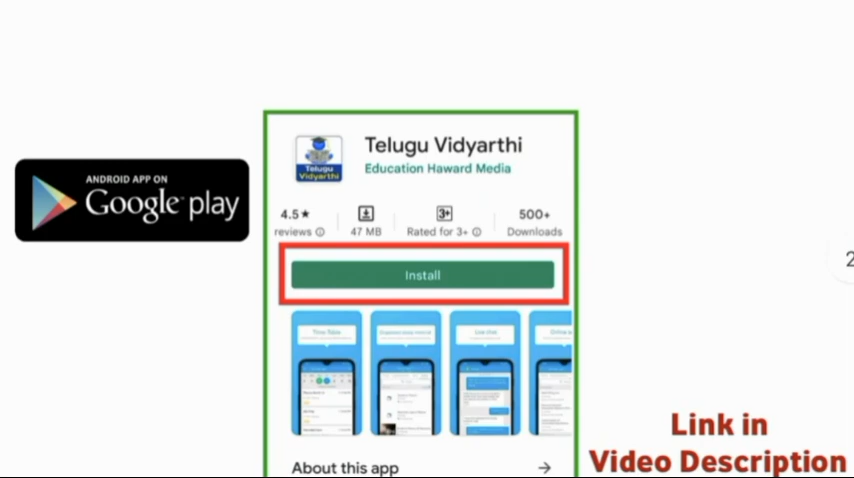 ANDROID APP ON
Google play
Telugu
Vidyarthi
Telugu Vidyarthi
Education Haward Media
4.5★
reviews
47 MB
3+
Rated for 3+
500+
Downloads
Install
Time Table
Live chat
About this app
Link in
Video Description
2